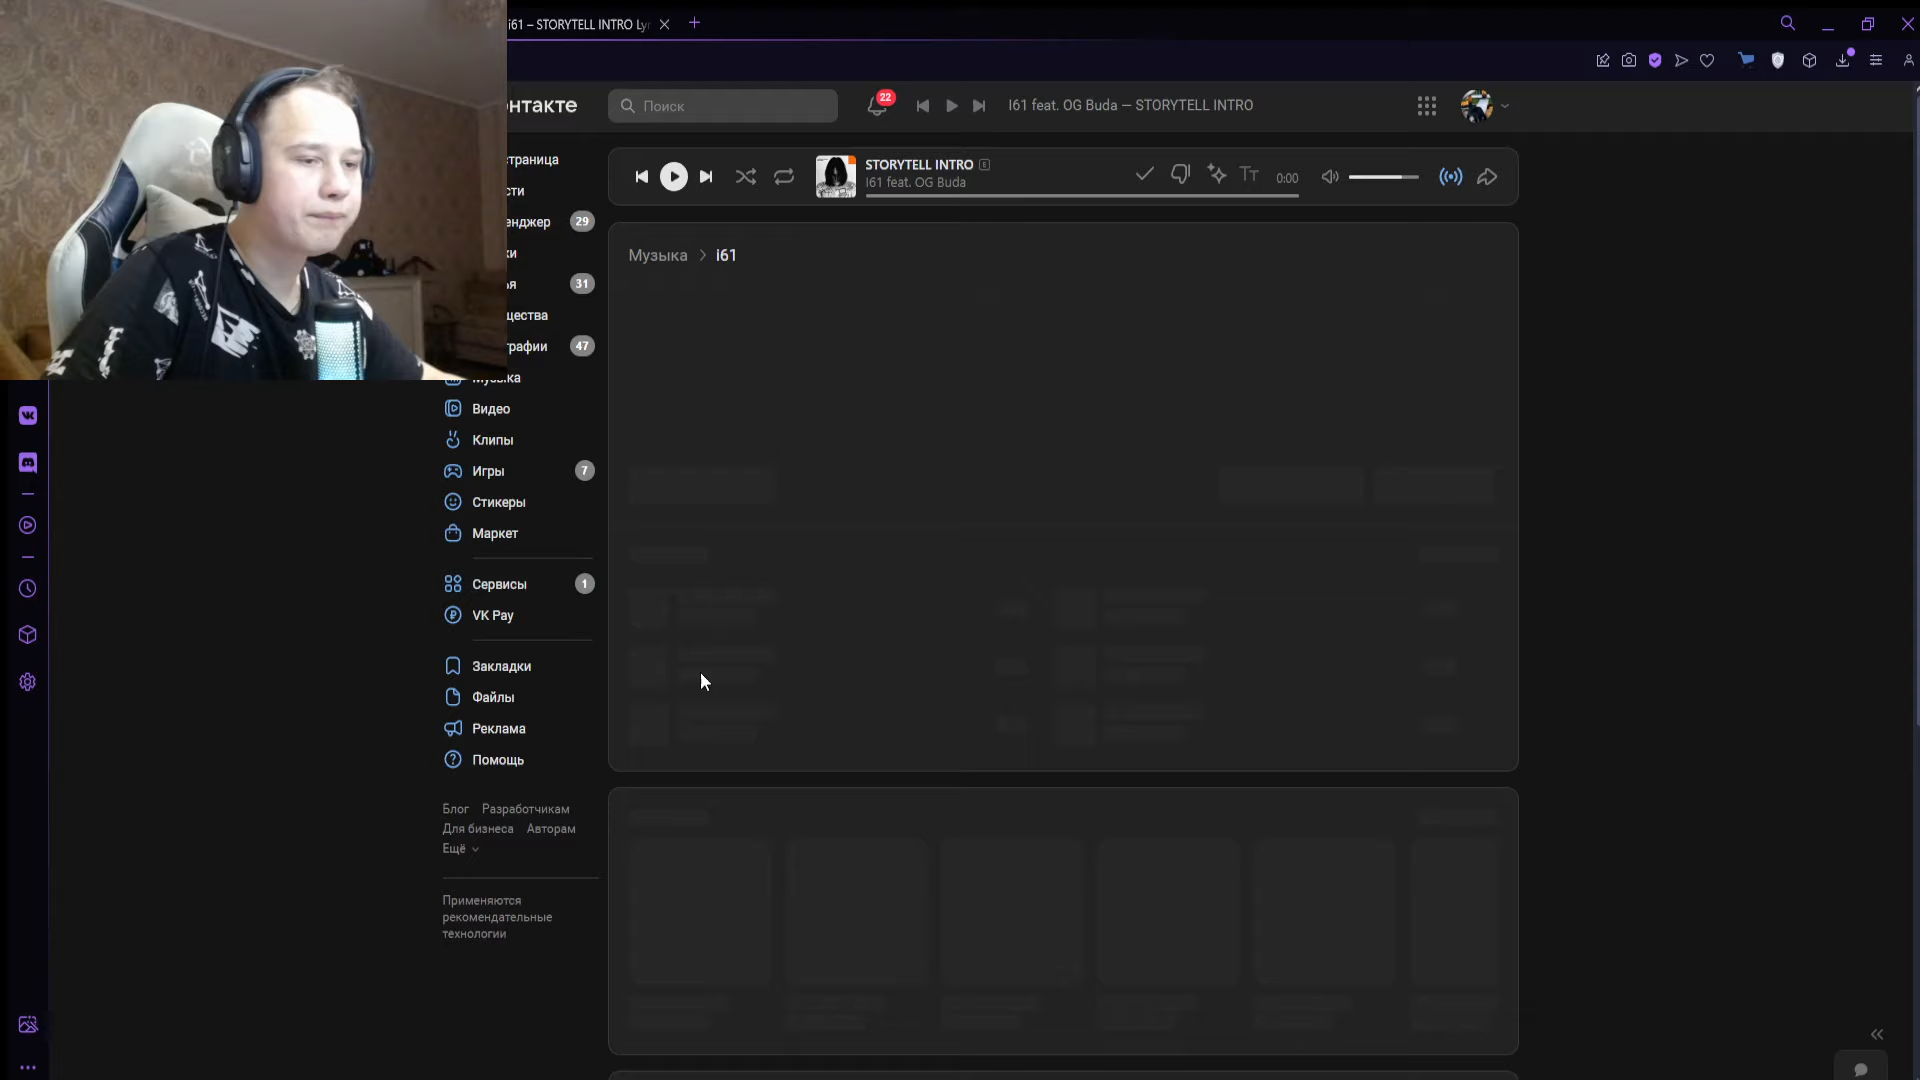 i61 – STORYTELL INTRO Ly
нтакте
Поиск
22
I61 feat. OG Buda — STORYTELL INTRO
STORYTELL INTRO E
I61 feat. OG Buda
0:00
Музыка > i61
траница
сти
енджер 29
ки
ья 31
щества
рафии 47
Музыка
Видео
Клипы
Игры 7
Стикеры
Маркет
Сервисы 1
VK Pay
Закладки
Файлы
Реклама
Помощь
Блог Разработчикам
Для бизнеса Авторам
Ещё
Применяются
рекомендательные
технологии